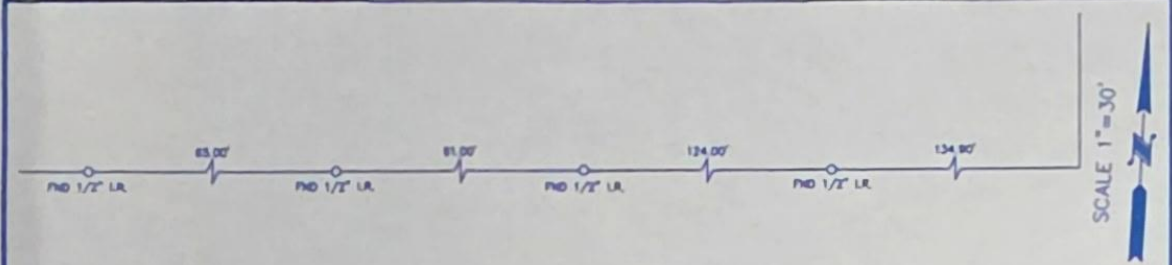 63.00'
61.00'
124.00'
134.90'
FND 1/2" I.R.
FND 1/2" I.R.
FND 1/2" I.R.
FND 1/2" I.R.
SCALE 1"=30'
N